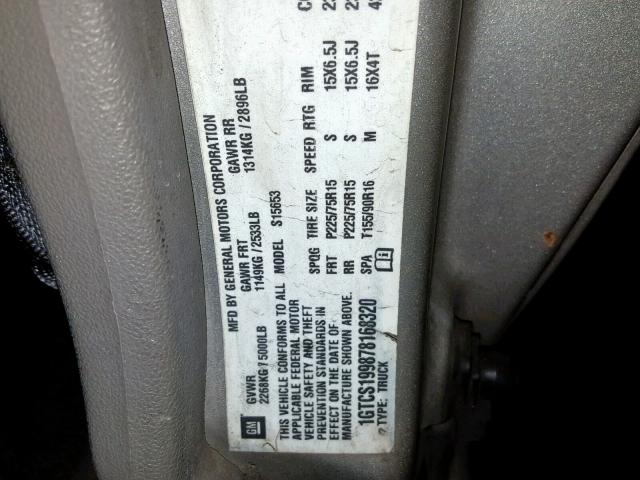 MFD BY GENERAL MOTORS CORPORATION
GVWR GAWR FRT GAWR RR
2268KG/5000LB 1149KG/2533LB 1314KG/2896LB
GM
THIS VEHICLE CONFORMS TO ALL
APPLICABLE FEDERAL MOTOR
VEHICLE SAFETY AND THEFT
PREVENTION STANDARDS IN
EFFECT ON THE DATE OF
MANUFACTURE SHOWN ABOVE.
1GTCS199878168320
TYPE: TRUCK
MODEL S15653
SPQG TIRE SIZE SPEED RTG RIM
FRT P225/75R15 S 15X6.5J
RR P225/75R15 S 15X6.5J
SPA T155/90R16 M 16X4T